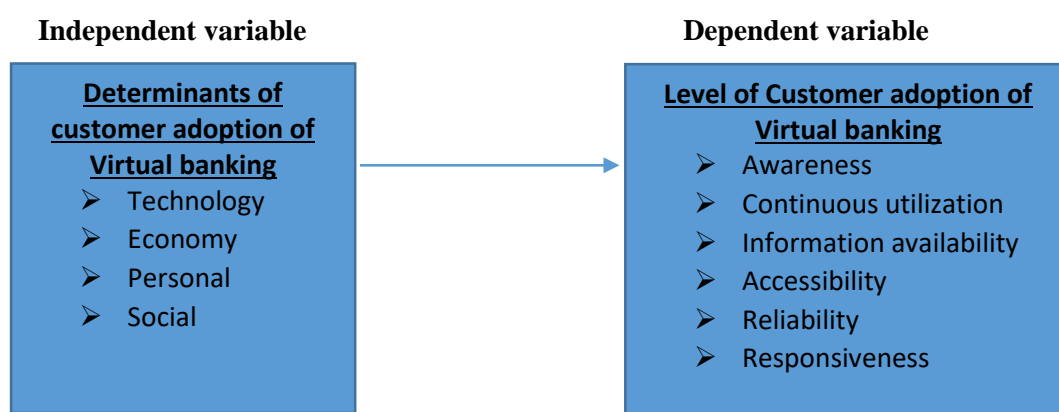 Independent variable
Dependent variable
Determinants of
customer adoption of
Virtual banking
➢ Technology
➢ Economy
➢ Personal
➢ Social
Level of Customer adoption of
Virtual banking
➢ Awareness
➢ Continuous utilization
➢ Information availability
➢ Accessibility
➢ Reliability
➢ Responsiveness